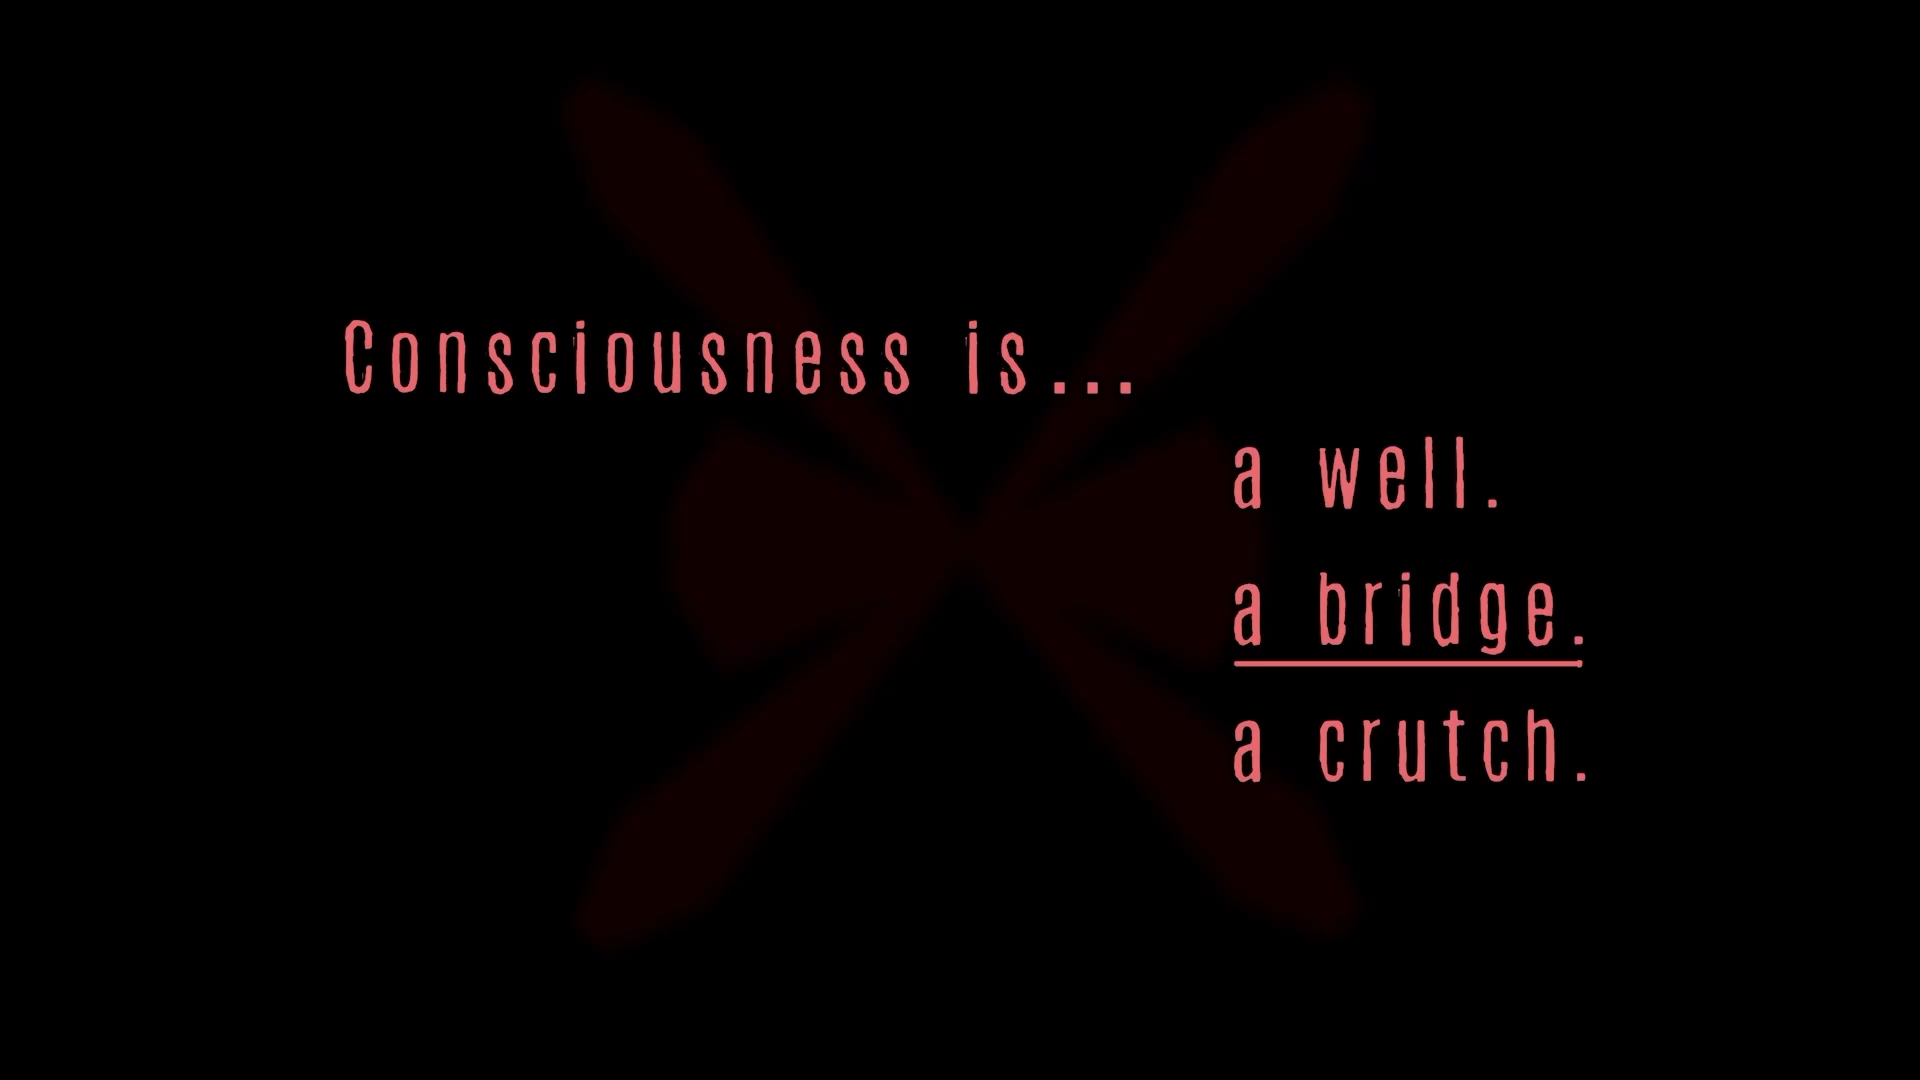 Consciousness is...
a well.
a bridge.
a crutch.